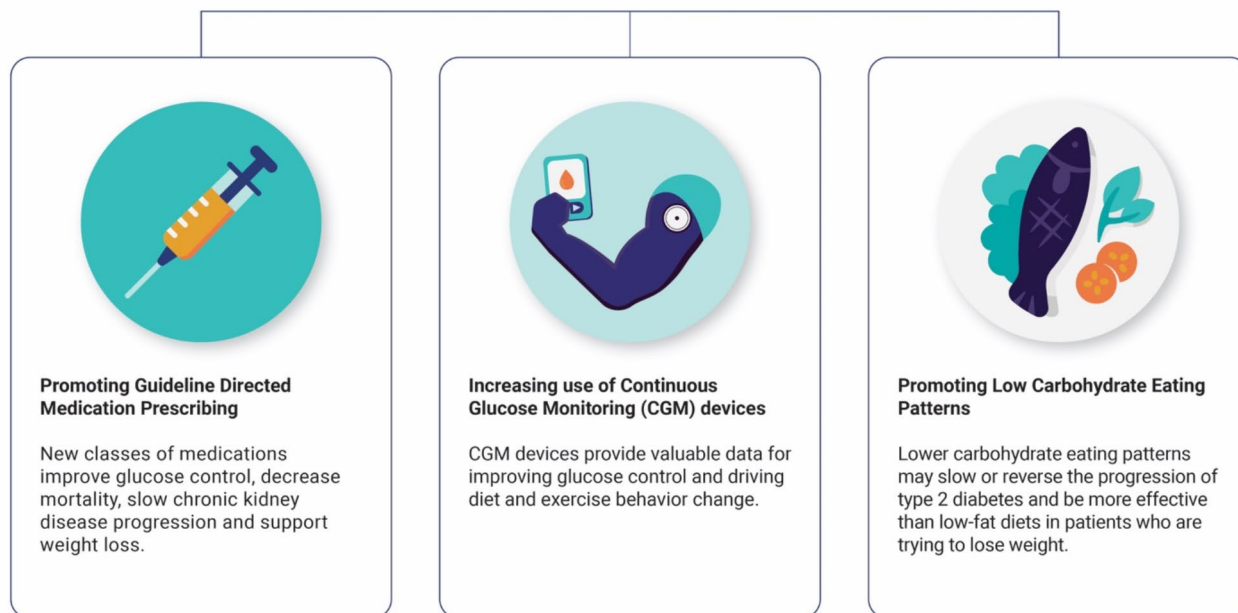 Promoting Guideline Directed
Medication Prescribing
New classes of medications
improve glucose control, decrease
mortality, slow chronic kidney
disease progression and support
weight loss.
Increasing use of Continuous
Glucose Monitoring (CGM) devices
CGM devices provide valuable data for
improving glucose control and driving
diet and exercise behavior change.
Promoting Low Carbohydrate Eating
Patterns
Lower carbohydrate eating patterns
may slow or reverse the progression of
type 2 diabetes and be more effective
than low-fat diets in patients who are
trying to lose weight.